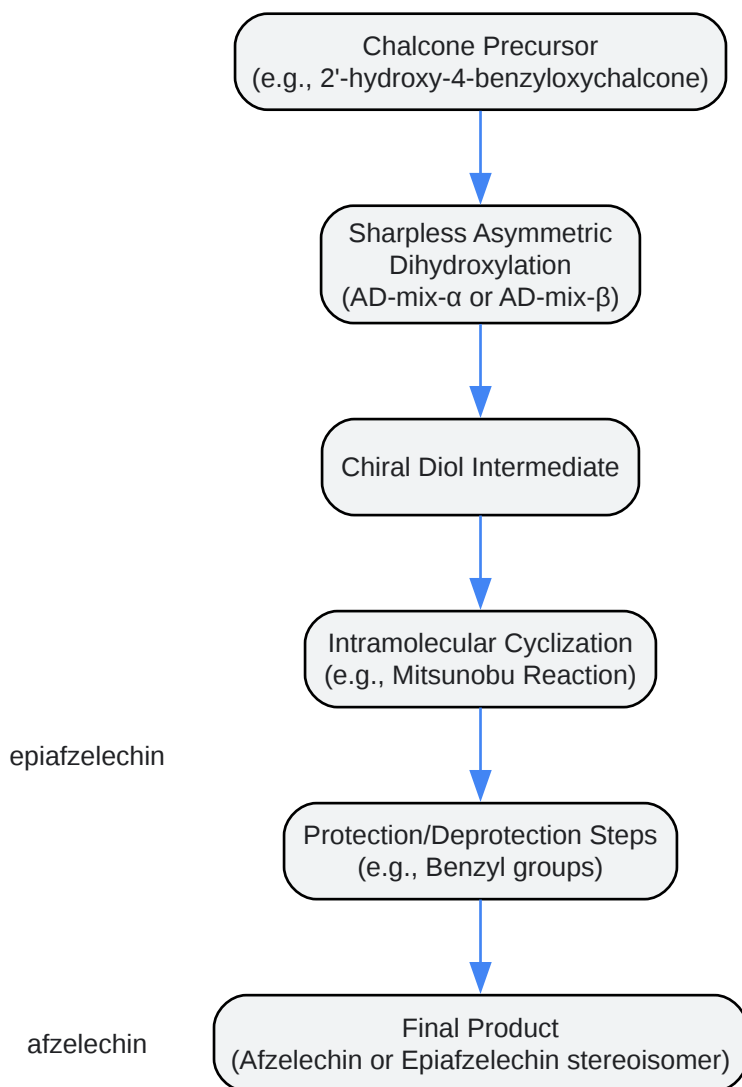 Chalcone Precursor
(e.g., 2'-hydroxy-4-benzyloxychalcone)
Sharpless Asymmetric
Dihydroxylation
(AD-mix-α or AD-mix-β)
Chiral Diol Intermediate
Intramolecular Cyclization
(e.g., Mitsunobu Reaction)
epiafzelechin
Protection/Deprotection Steps
(e.g., Benzyl groups)
afzelechin
Final Product
(Afzelechin or Epiafzelechin stereoisomer)